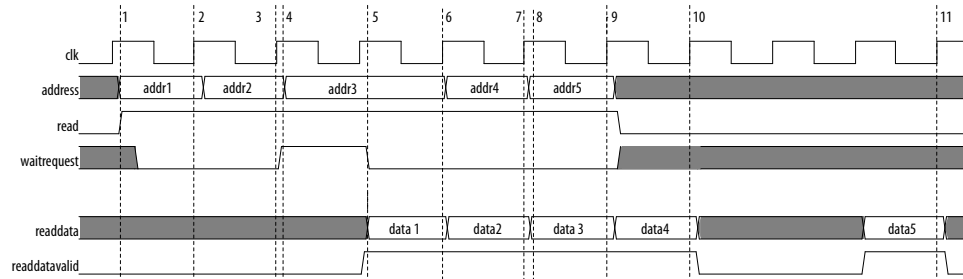 1 2 3 4 5 6 7 8 9 10 11
clk
address addr1 addr2 addr3 addr4 addr5
read
waitrequest
readdata data 1 data2 data 3 data4 data5
readdatavalid